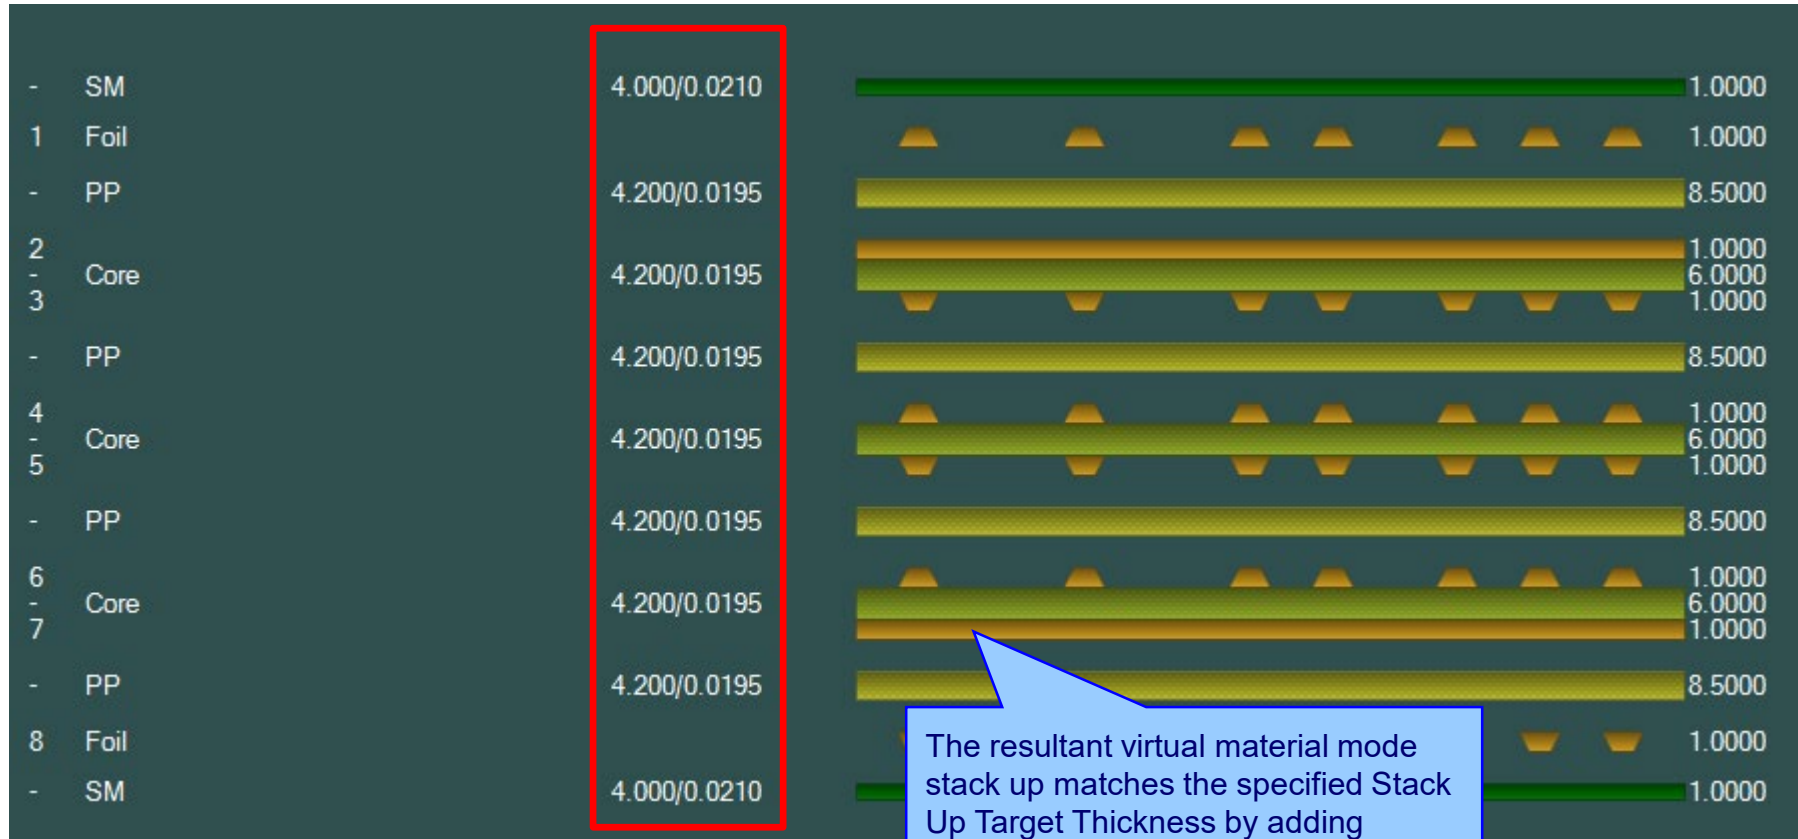 - SM 4.000/0.0210 1.0000
1 Foil 1.0000
- PP 4.200/0.0195 8.5000
2 1.0000
- Core 4.200/0.0195 6.0000
3 1.0000
- PP 4.200/0.0195 8.5000
4 1.0000
- Core 4.200/0.0195 6.0000
5 1.0000
- PP 4.200/0.0195 8.5000
6 1.0000
- Core 4.200/0.0195 6.0000
7 1.0000
- PP 4.200/0.0195 8.5000
8 Foil 1.0000
- SM 4.000/0.0210 1.0000
The resultant virtual material mode
stack up matches the specified Stack
Up Target Thickness by adding